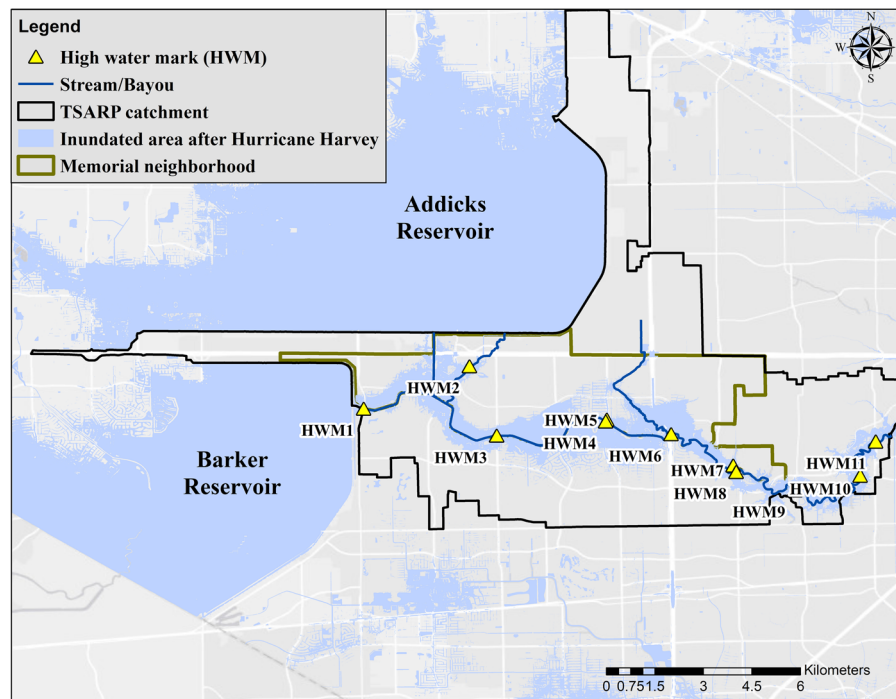 Legend
High water mark (HWM)
Stream/Bayou
TSARP catchment
Inundated area after Hurricane Harvey
Memorial neighborhood
N
W
E
S
Addicks
Reservoir
HWM2
HWM1
HWM5
HWM4
HWM3
HWM6
HWM7
HWM11
HWM8
HWM10
HWM9
Barker
Reservoir
Kilometers
0 0.75 1.5 3 4.5 6